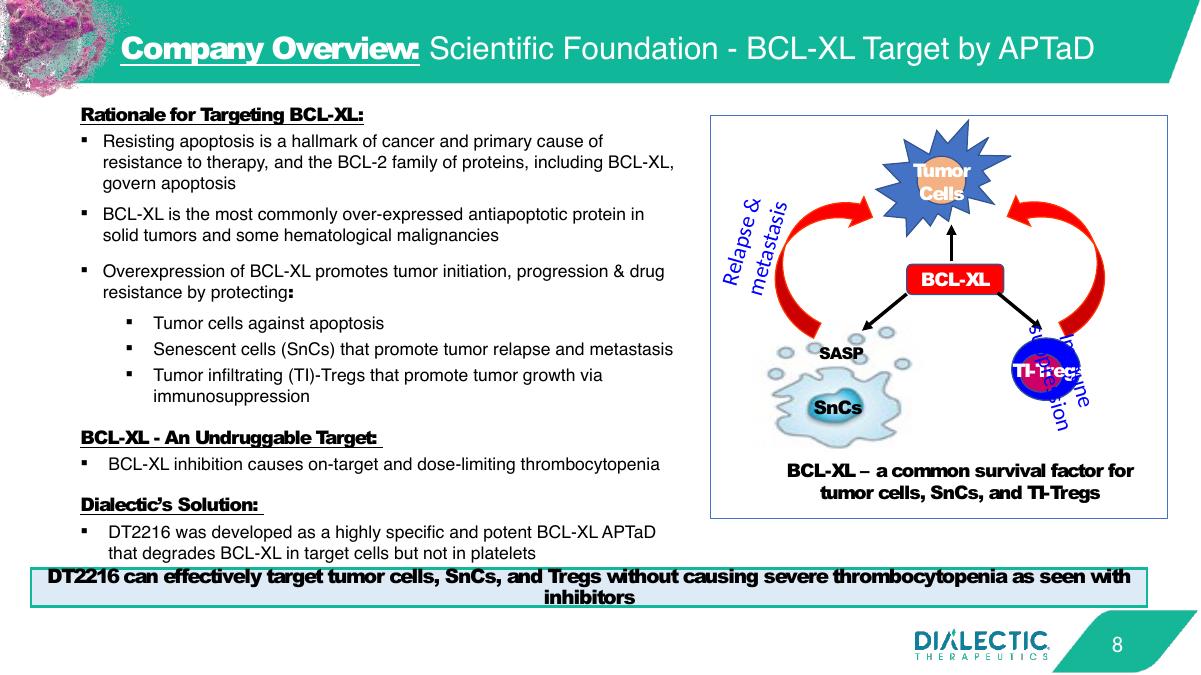 Company Overview: Scientific Foundation - BCL-XL Target by APTaD
Rationale for Targeting BCL-XL:
▪ Resisting apoptosis is a hallmark of cancer and primary cause of
resistance to therapy, and the BCL-2 family of proteins, including BCL-XL,
govern apoptosis
▪ BCL-XL is the most commonly over-expressed antiapoptotic protein in
solid tumors and some hematological malignancies
▪ Overexpression of BCL-XL promotes tumor initiation, progression & drug
resistance by protecting:
▪ Tumor cells against apoptosis
▪ Senescent cells (SnCs) that promote tumor relapse and metastasis
▪ Tumor infiltrating (TI)-Tregs that promote tumor growth via
immunosuppression
BCL-XL - An Undruggable Target:
▪ BCL-XL inhibition causes on-target and dose-limiting thrombocytopenia
Dialectic's Solution:
▪ DT2216 was developed as a highly specific and potent BCL-XL APTaD
that degrades BCL-XL in target cells but not in platelets
Tumor
Cells
Relapse &
metastasis
BCL-XL
SASP
SnCs
TI-Tregs
Immune
suppression
BCL-XL – a common survival factor for
tumor cells, SnCs, and TI-Tregs
DT2216 can effectively target tumor cells, SnCs, and Tregs without causing severe thrombocytopenia as seen with
inhibitors
DIALECTIC
THERAPEUTICS
8